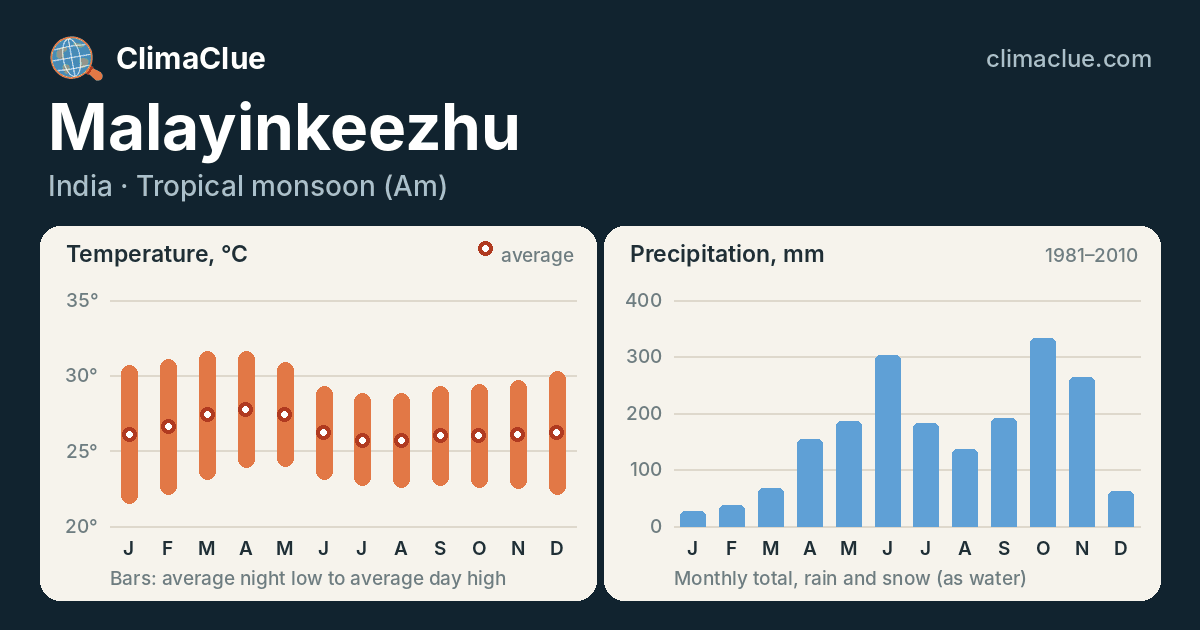 ClimaClue
climaclue.com
Malayinkeezhu
India · Tropical monsoon (Am)
Temperature, °C
average
35°
30°
25°
20°
J F M A M J J A S O N D
Bars: average night low to average day high
Precipitation, mm
1981–2010
400
300
200
100
0
J F M A M J J A S O N D
Monthly total, rain and snow (as water)